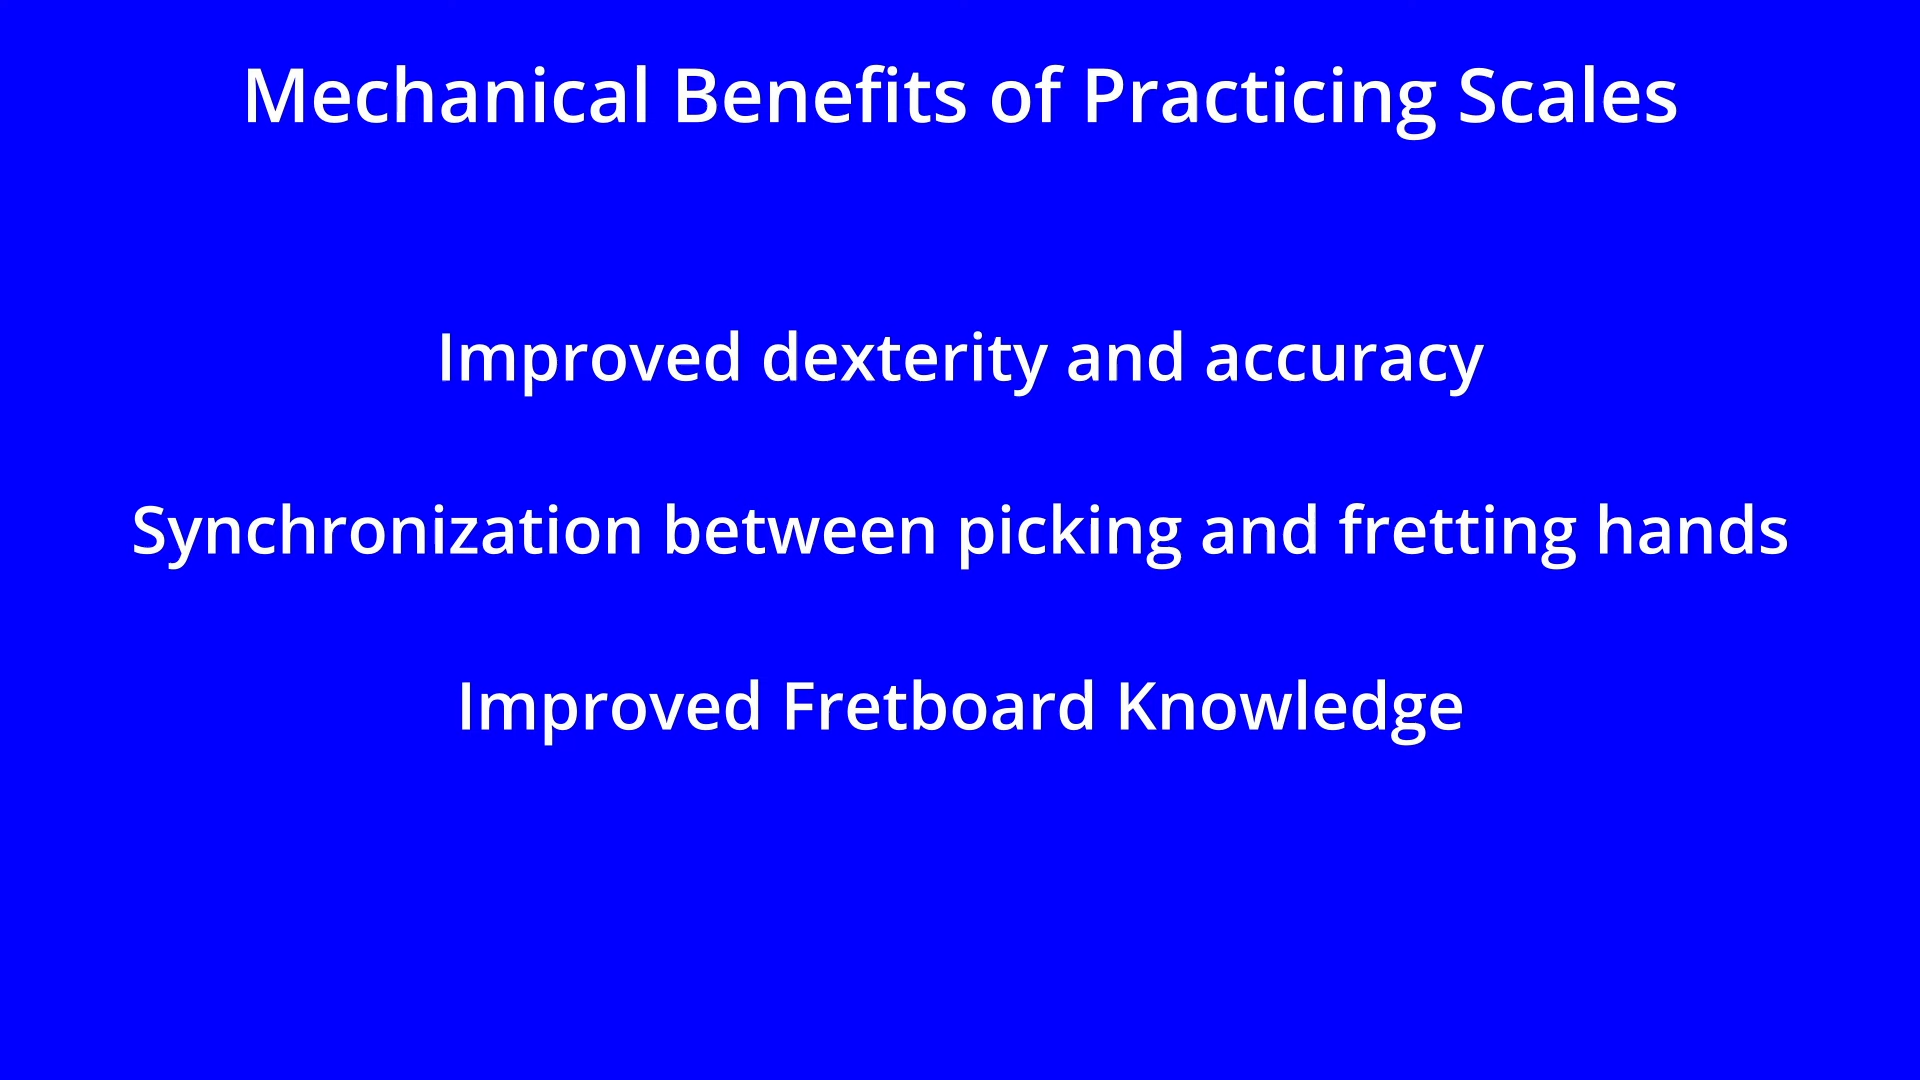 Mechanical Benefits of Practicing Scales
Improved dexterity and accuracy
Synchronization between picking and fretting hands
Improved Fretboard Knowledge